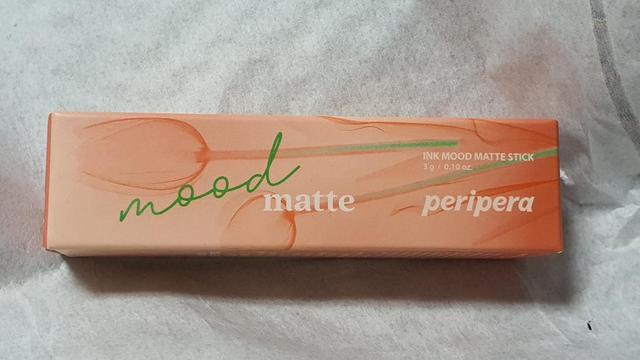 mood
matte
INK MOOD MATTE STICK
3 g / 0.10 oz.
peripera